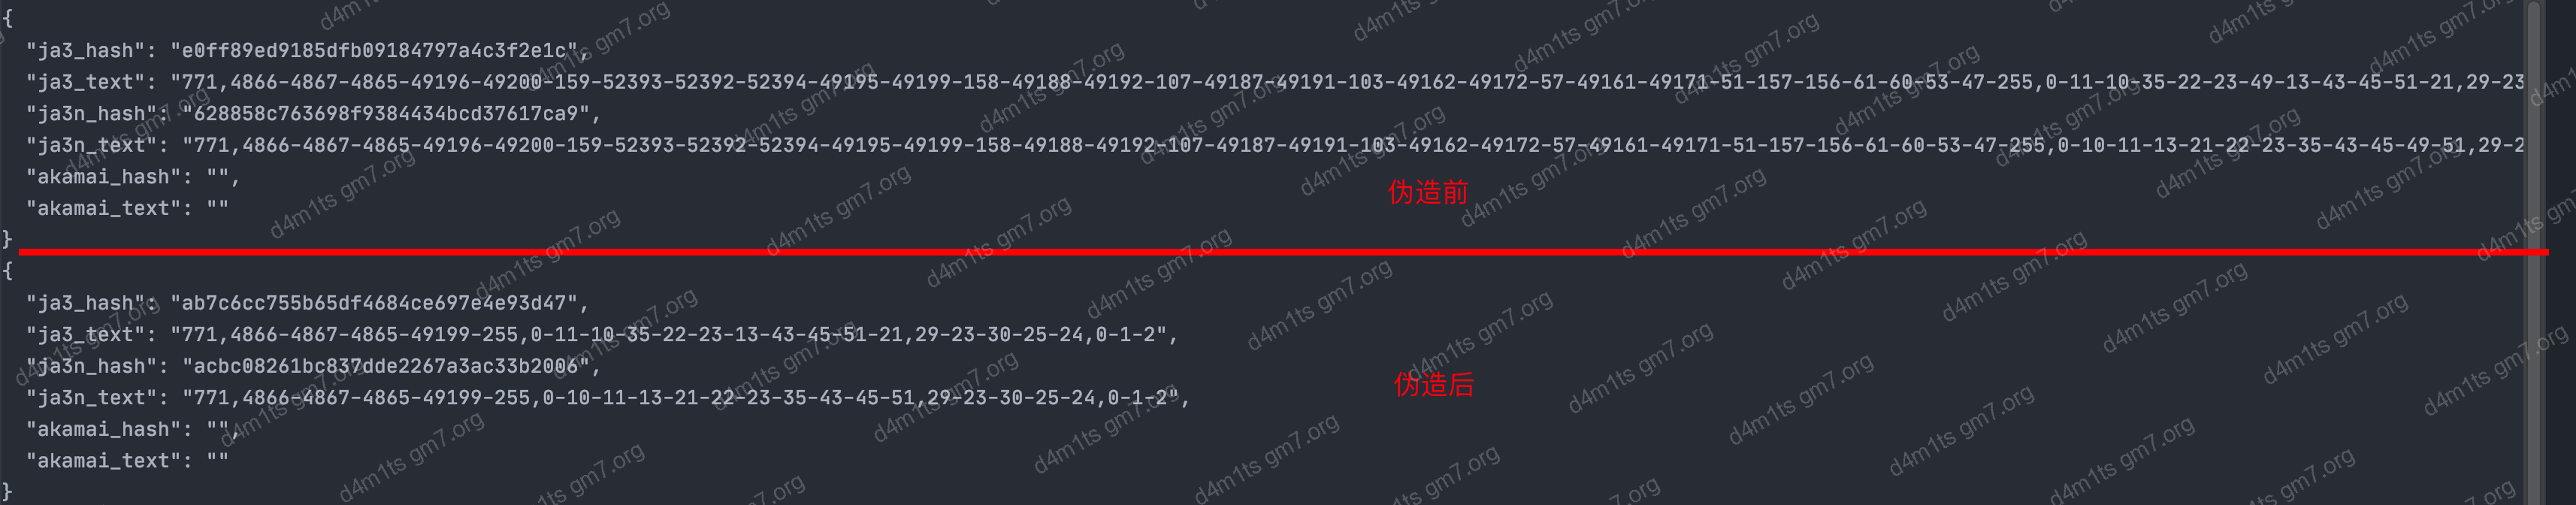 {
"ja3_hash": "e0ff89ed9185dfb09184797a4c3f2e1c",
"ja3_text": "771,4866-4867-4865-49196-49200-159-52393-52392-52394-49195-49199-158-49188-49192-107-49187-49191-103-49162-49172-57-49161-49171-51-157-156-61-60-53-47-255,0-11-10-35-22-23-49-13-43-45-51-21,29-23
"ja3n_hash": "628858c763698f9384434bcd37617ca9",
"ja3n_text": "771,4866-4867-4865-49196-49200-159-52393-52392-52394-49195-49199-158-49188-49192-107-49187-49191-103-49162-49172-57-49161-49171-51-157-156-61-60-53-47-255,0-10-11-13-21-22-23-35-43-45-49-51,29-2
"akamai_hash": "",
伪造前
"akamai_text": ""
}
{
"ja3_hash": "ab7c6cc755b65df4684ce697e4e93d47",
"ja3_text": "771,4866-4867-4865-49199-255,0-11-10-35-22-23-13-43-45-51-21,29-23-30-25-24,0-1-2",
"ja3n_hash": "acbc08261bc837dde2267a3ac33b2006",
伪造后
"ja3n_text": "771,4866-4867-4865-49199-255,0-10-11-13-21-22-23-35-43-45-51,29-23-30-25-24,0-1-2",
"akamai_hash": "",
"akamai_text": ""
}
d4m1ts gm7.org